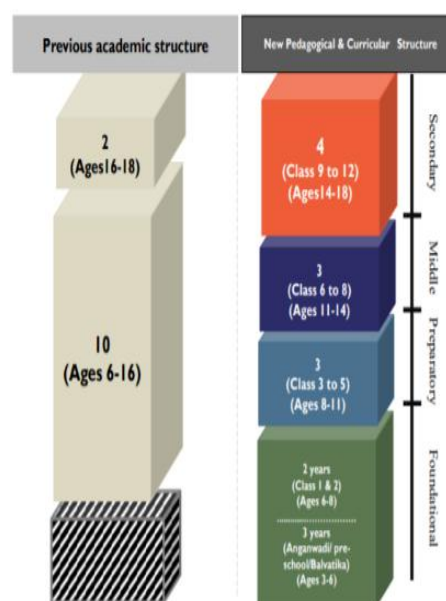 Previous academic structure
2
(Ages16-18)
10
(Ages 6-16)
New Pedagogical & Curricular Structure
4
(Class 9 to 12)
(Ages14-18)
3
(Class 6 to 8)
(Ages 11-14)
3
(Class 3 to 5)
(Ages 8-11)
2 years
(Class 1 & 2)
(Ages 6-8)
3 years
(Anganwadi/ pre-
school/Balvatika)
(Ages 3-6)
Secondary
Middle
Preparatory
Foundational